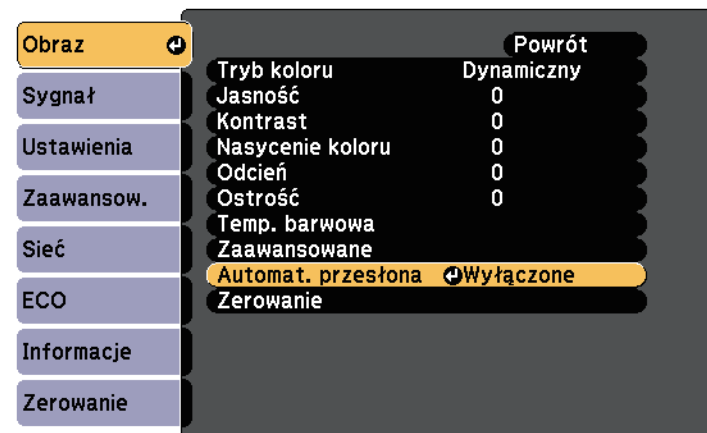 Obraz
Sygnał
Ustawienia
Zaawansow.
Sieć
ECO
Informacje
Zerowanie
Powrót
Tryb koloru Dynamiczny
Jasność 0
Kontrast 0
Nasycenie koloru 0
Odcień 0
Ostrość 0
Temp. barwowa
Zaawansowane
Automat. przesłona Wyłączone
Zerowanie